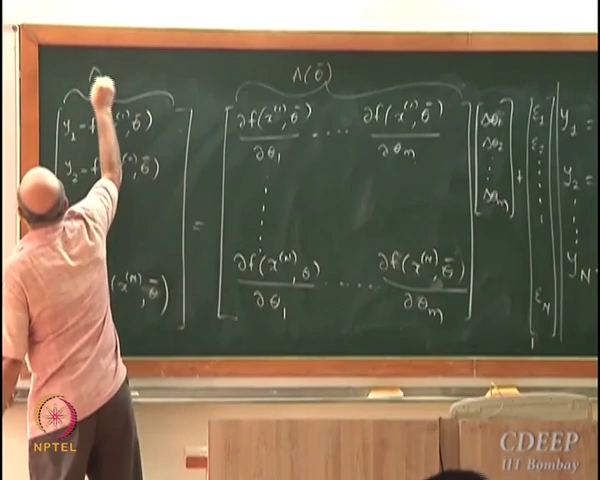 A(θ̄)
y₁ - f(x⁽¹⁾, θ̄) ∂f(x⁽¹⁾, θ̄)/∂θ₁ .... ∂f(x⁽¹⁾, θ̄)/∂θₘ Δθ₁ ε₁ y₁ =
y₂ - f( , θ̄) Δθ₂ ε₂ y₂ =
= Δθₘ +
(x⁽ᴺ⁾, θ̄) ∂f(x⁽ᴺ⁾, θ)/∂θ₁ ..... ∂f(x⁽ᴺ⁾, θ̄)/∂θₘ εN yN
NPTEL
CDEEP
IIT Bombay